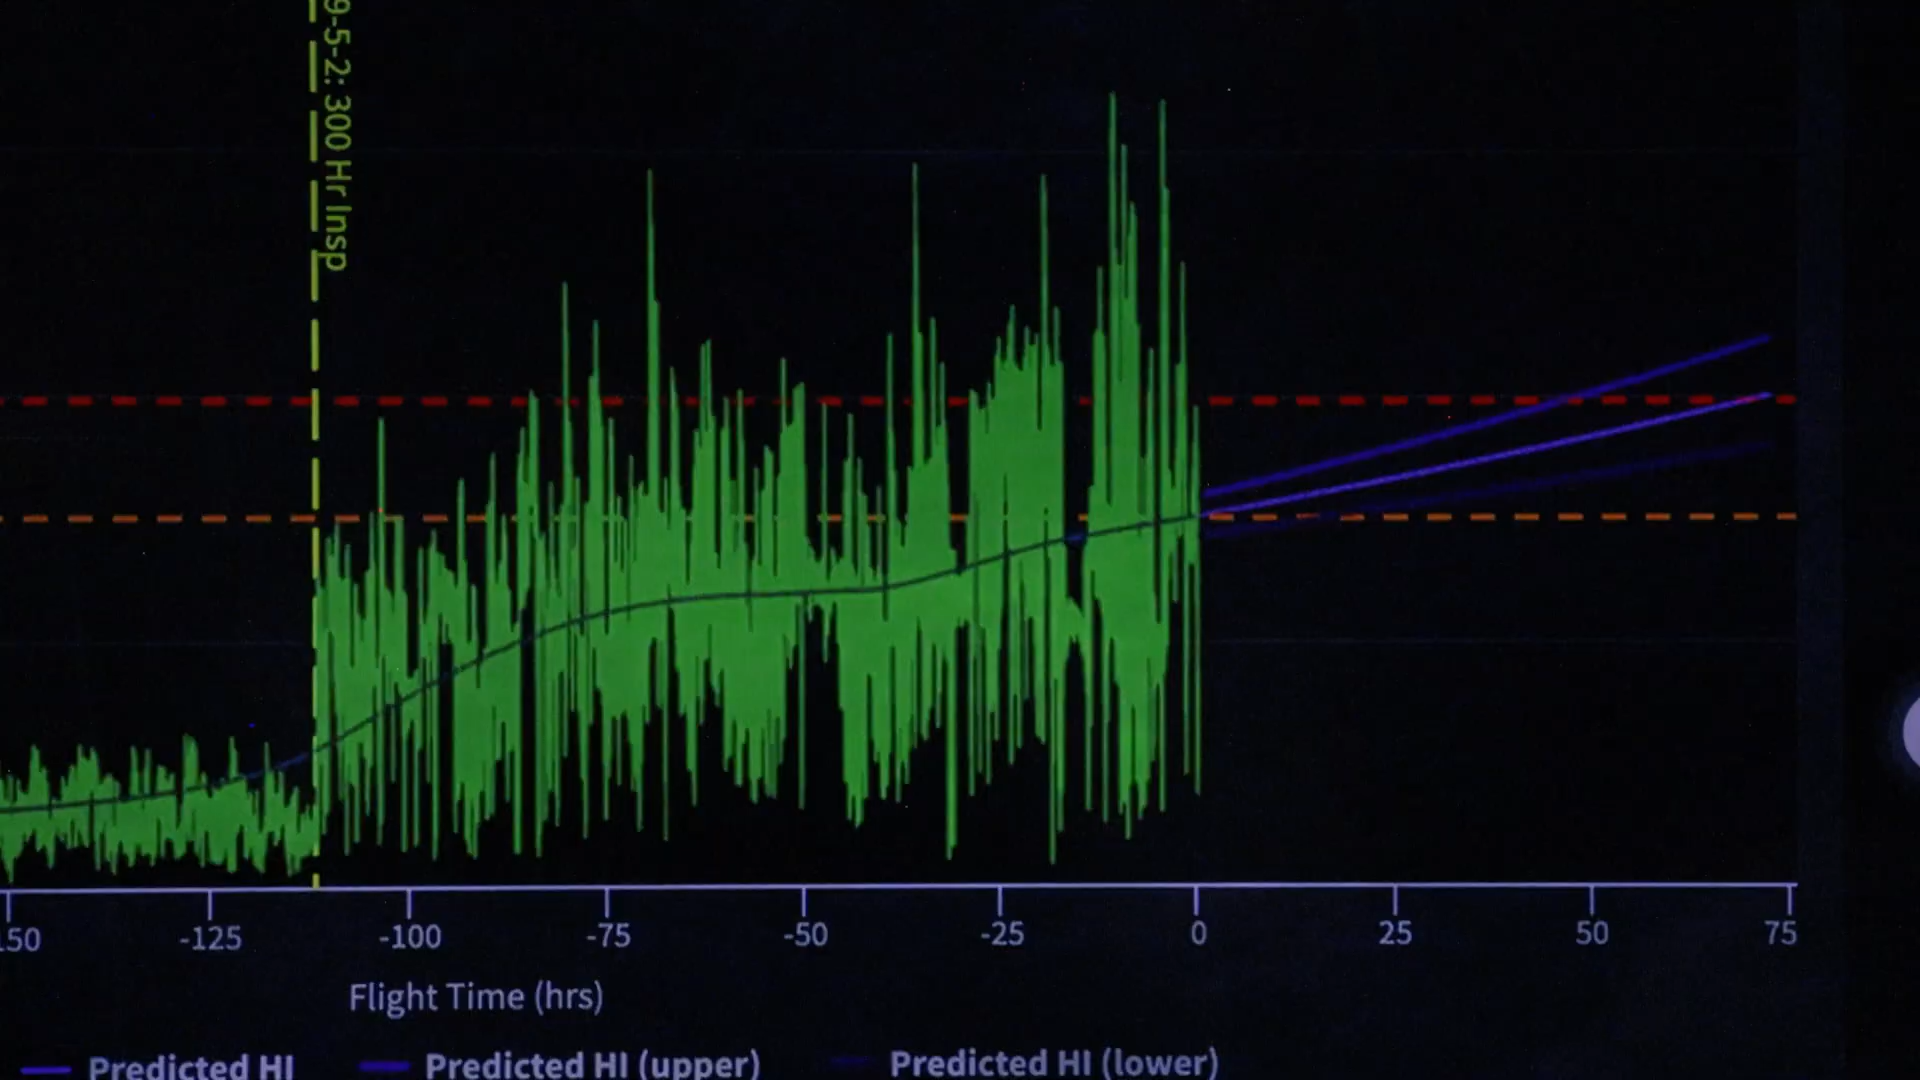 9-5-2: 300 Hr Insp
-125 -100 -75 -50 -25 0 25 50 75
Flight Time (hrs)
Predicted HI Predicted HI (upper) Predicted HI (lower)